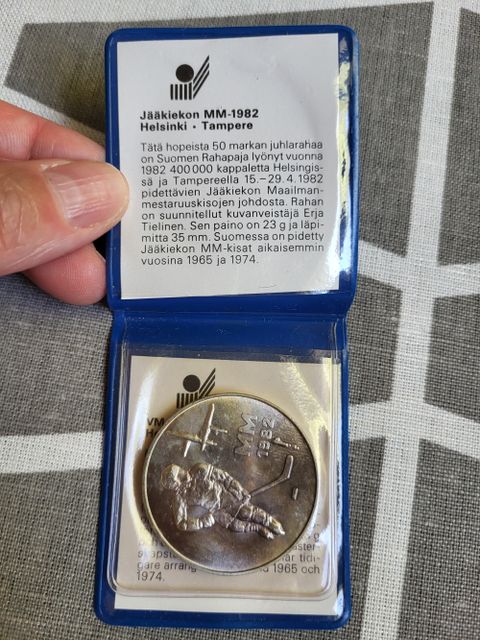 Jääkiekon MM-1982
Helsinki · Tampere
Tätä hopeista 50 markan juhlarahaa
on Suomen Rahapaja lyönyt vuonna
1982 400 000 kappaletta Helsingis-
sä ja Tampereella 15.–29. 4. 1982
pidettävien Jääkiekon Maailman-
mestaruuskisojen johdosta. Rahan
on suunnitellut kuvanveistäjä Erja
Tielinen. Sen paino on 23 g ja läpi-
mitta 35 mm. Suomessa on pidetty
Jääkiekon MM-kisat aikaisemmin
vuosina 1965 ja 1974.
MM
1982
1965 och
1974.